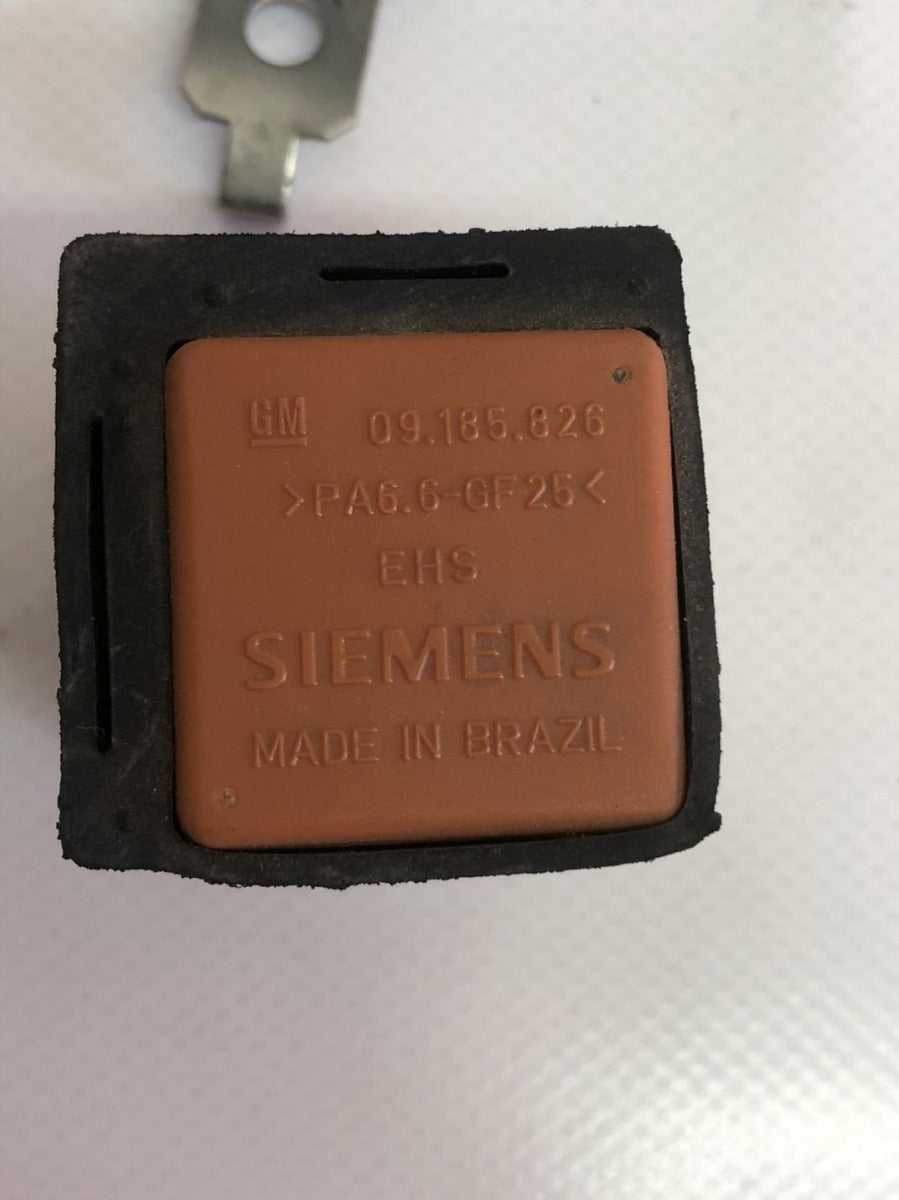 GM 09.185.826
>PA6.6-GF25<
EHS
SIEMENS
MADE IN BRAZIL